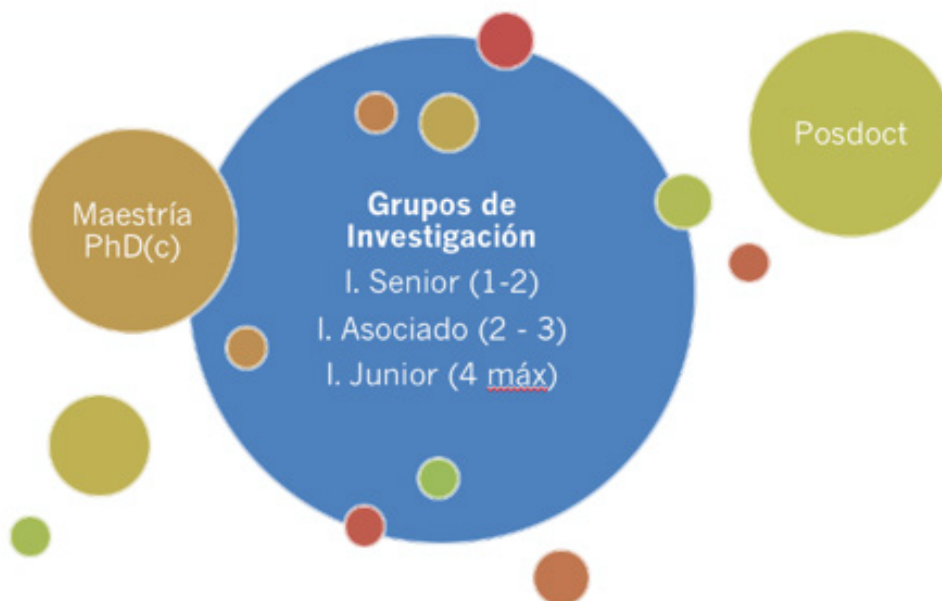 Maestría
PhD(c)
Grupos de
Investigación
I. Senior (1-2)
I. Asociado (2 - 3)
I. Junior (4 máx)
Posdoct